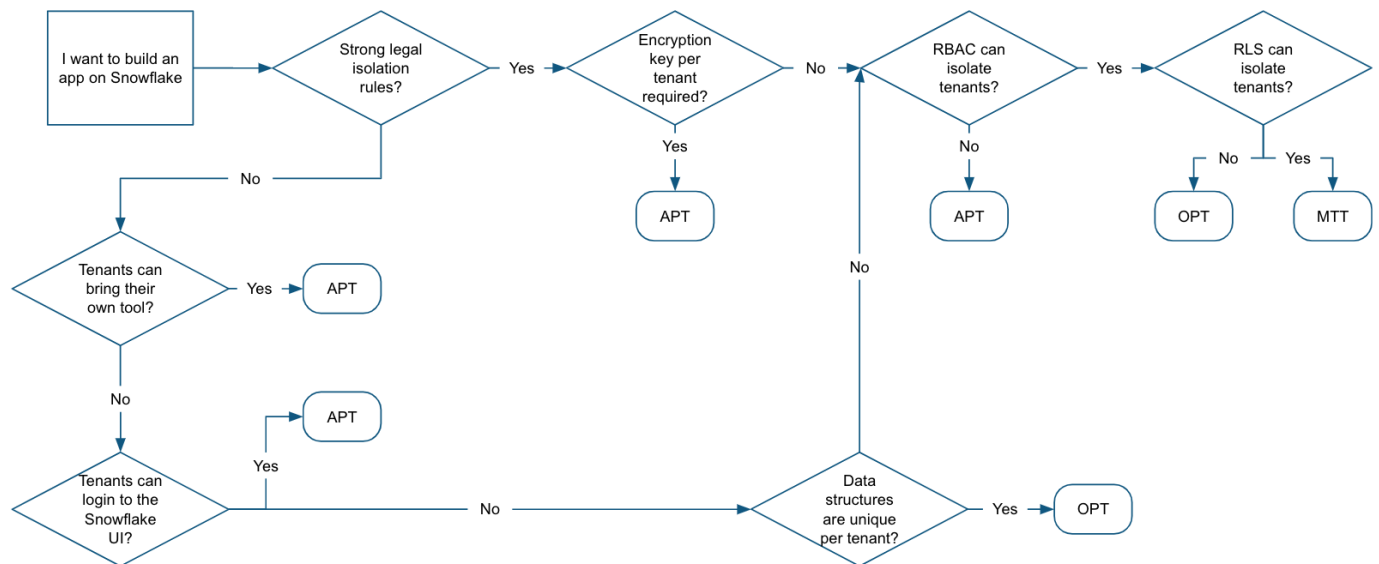 I want to build an
app on Snowflake
Strong legal
isolation
rules?
Yes
Encryption
key per
tenant
required?
No
RBAC can
isolate
tenants?
Yes
RLS can
isolate
tenants?
Yes
No
No
Yes
No
APT
APT
OPT
MTT
Tenants can
bring their
own tool?
Yes
APT
No
No
APT
Yes
Tenants can
login to the
Snowflake
UI?
No
Data
structures
are unique
per tenant?
Yes
OPT